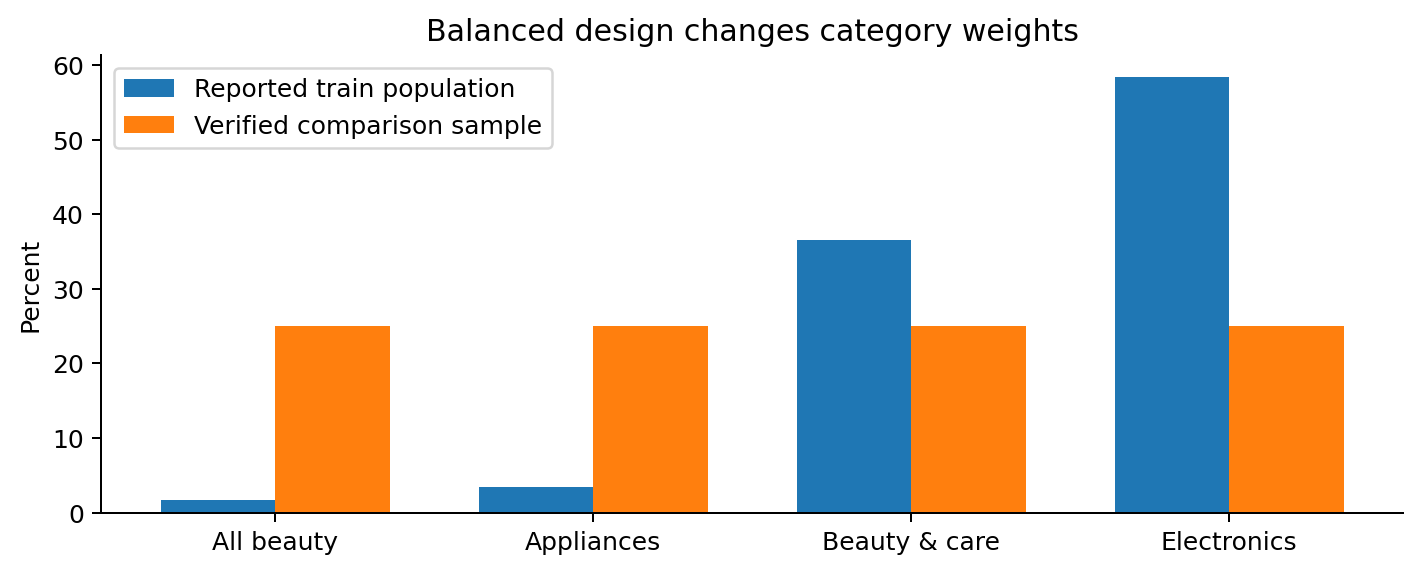 Balanced design changes category weights
Reported train population
Verified comparison sample
Percent
60
50
40
30
20
10
0
All beauty
Appliances
Beauty & care
Electronics